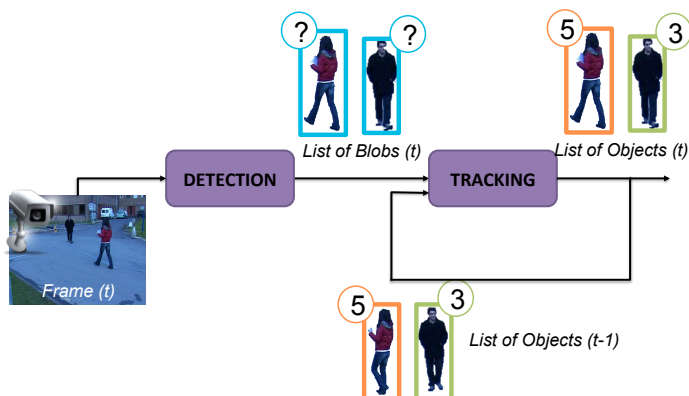 ?
?
5
3
List of Blobs (t)
List of Objects (t)
DETECTION
TRACKING
Frame (t)
5
3
List of Objects (t-1)